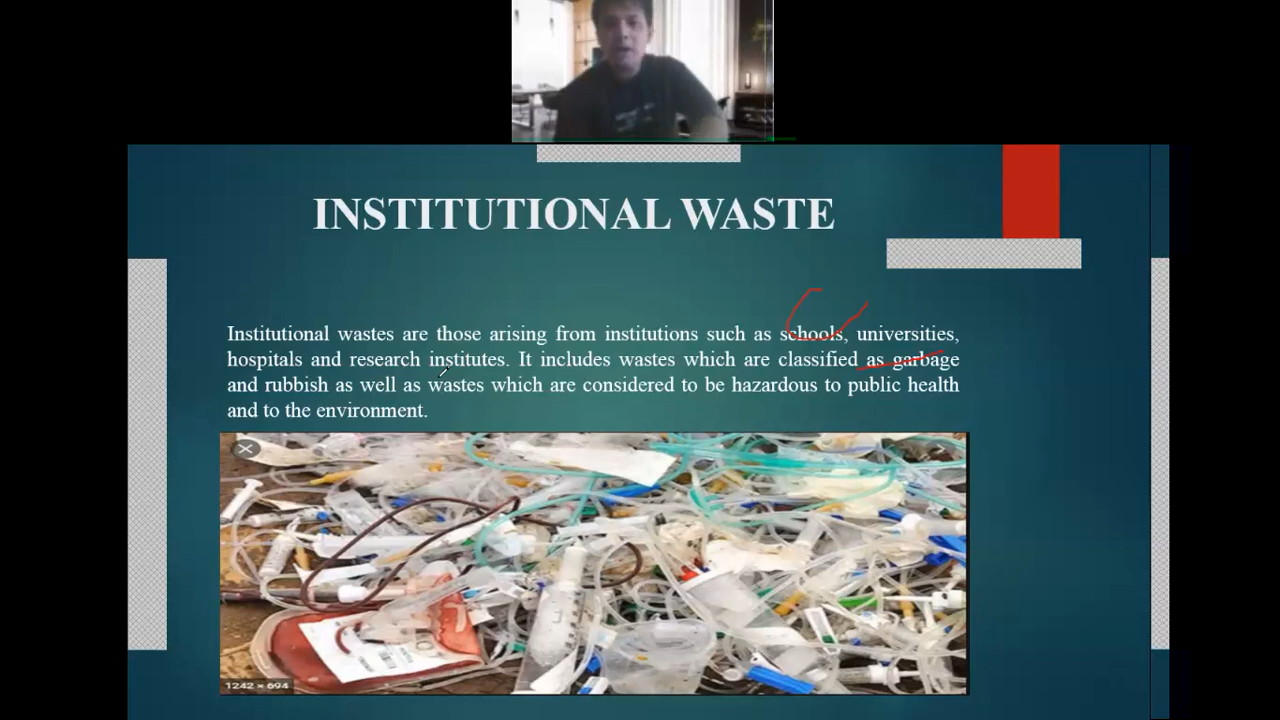 INSTITUTIONAL WASTE
Institutional wastes are those arising from institutions such as schools, universities,
hospitals and research institutes. It includes wastes which are classified as garbage
and rubbish as well as wastes which are considered to be hazardous to public health
and to the environment.
1242 × 694